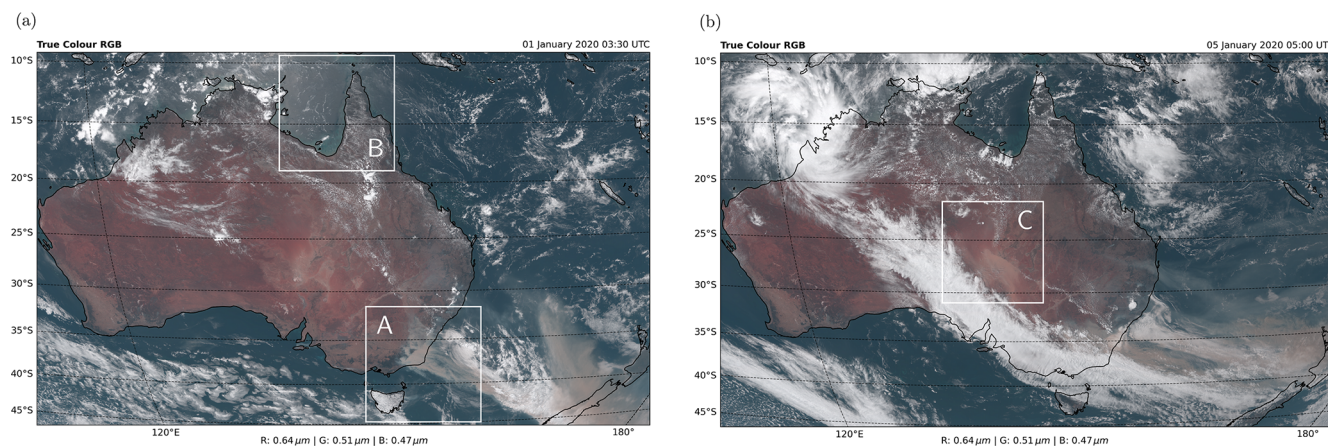 (a)
True Colour RGB 01 January 2020 03:30 UTC
10°S
15°S
20°S
25°S
30°S
35°S
40°S
45°S
B
A
120°E 180°
R: 0.64 μm | G: 0.51 μm | B: 0.47 μm
(b)
True Colour RGB 05 January 2020 05:00 UT
10°S
15°S
20°S
25°S
30°S
35°S
40°S
45°S
C
120°E 180°
R: 0.64 μm | G: 0.51 μm | B: 0.47 μm